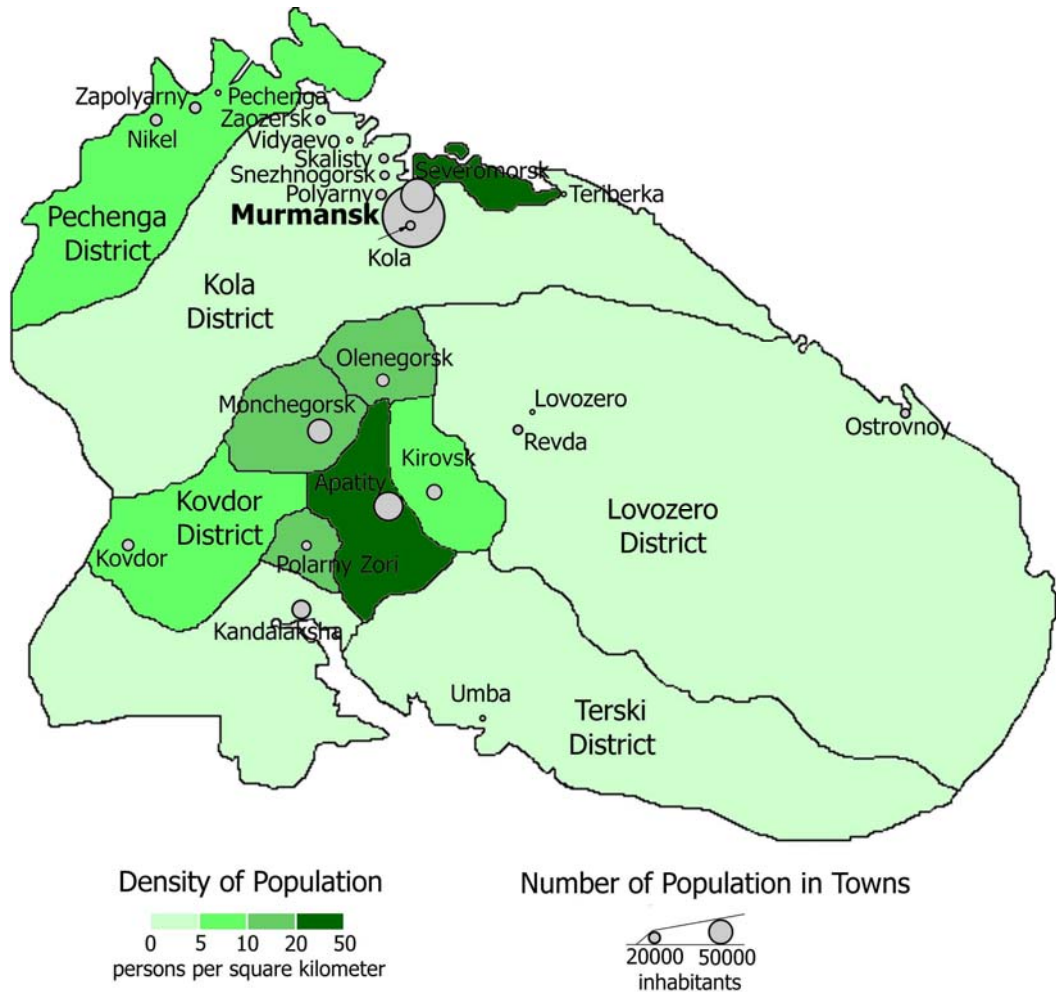 Zapolyarny
Pechenga
Zaozersk
Nikel
Vidyaevo
Skalisty
Severomorsk
Snezhnogorsk
Polyarny
Teriberka
Murmansk
Pechenga
District
Kola
Kola
District
Olenegorsk
Monchegorsk
Lovozero
Revda
Ostrovnoy
Kirovsk
Apatity
Kovdor
District
Lovozero
District
Kovdor
Polarny Zori
Kandalaksha
Umba
Terski
District
Density of Population
0 5 10 20 50
persons per square kilometer
Number of Population in Towns
20000 50000
inhabitants